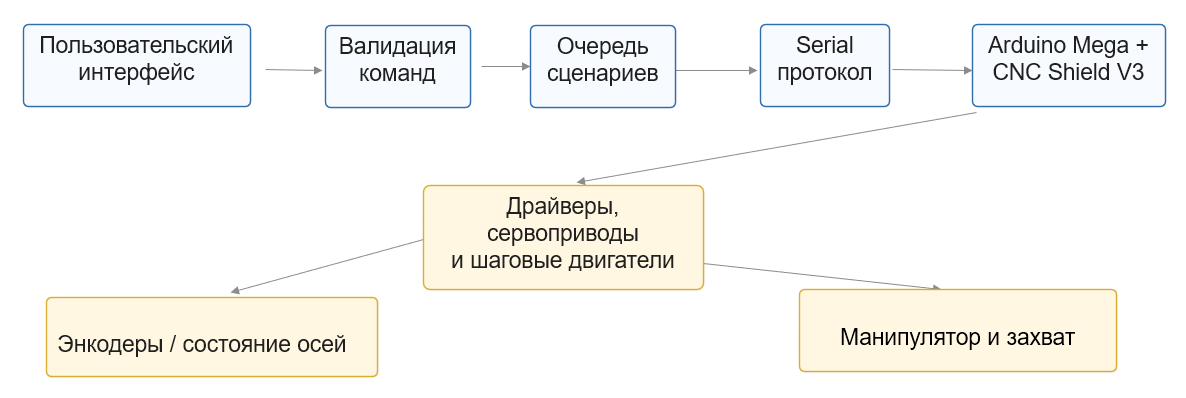 Пользовательский
интерфейс
Валидация
команд
Очередь
сценариев
Serial
протокол
Arduino Mega +
CNC Shield V3
Драйверы,
сервоприводы
и шаговые двигатели
Энкодеры / состояние осей
Манипулятор и захват